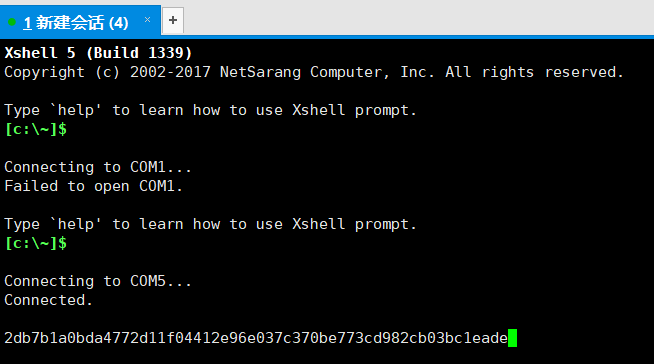 1 新建会话 (4) × +
Xshell 5 (Build 1339)
Copyright (c) 2002-2017 NetSarang Computer, Inc. All rights reserved.
Type `help' to learn how to use Xshell prompt.
[c:\~]$
Connecting to COM1...
Failed to open COM1.
Type `help' to learn how to use Xshell prompt.
[c:\~]$
Connecting to COM5...
Connected.
2db7b1a0bda4772d11f04412e96e037c370be773cd982cb03bc1eade